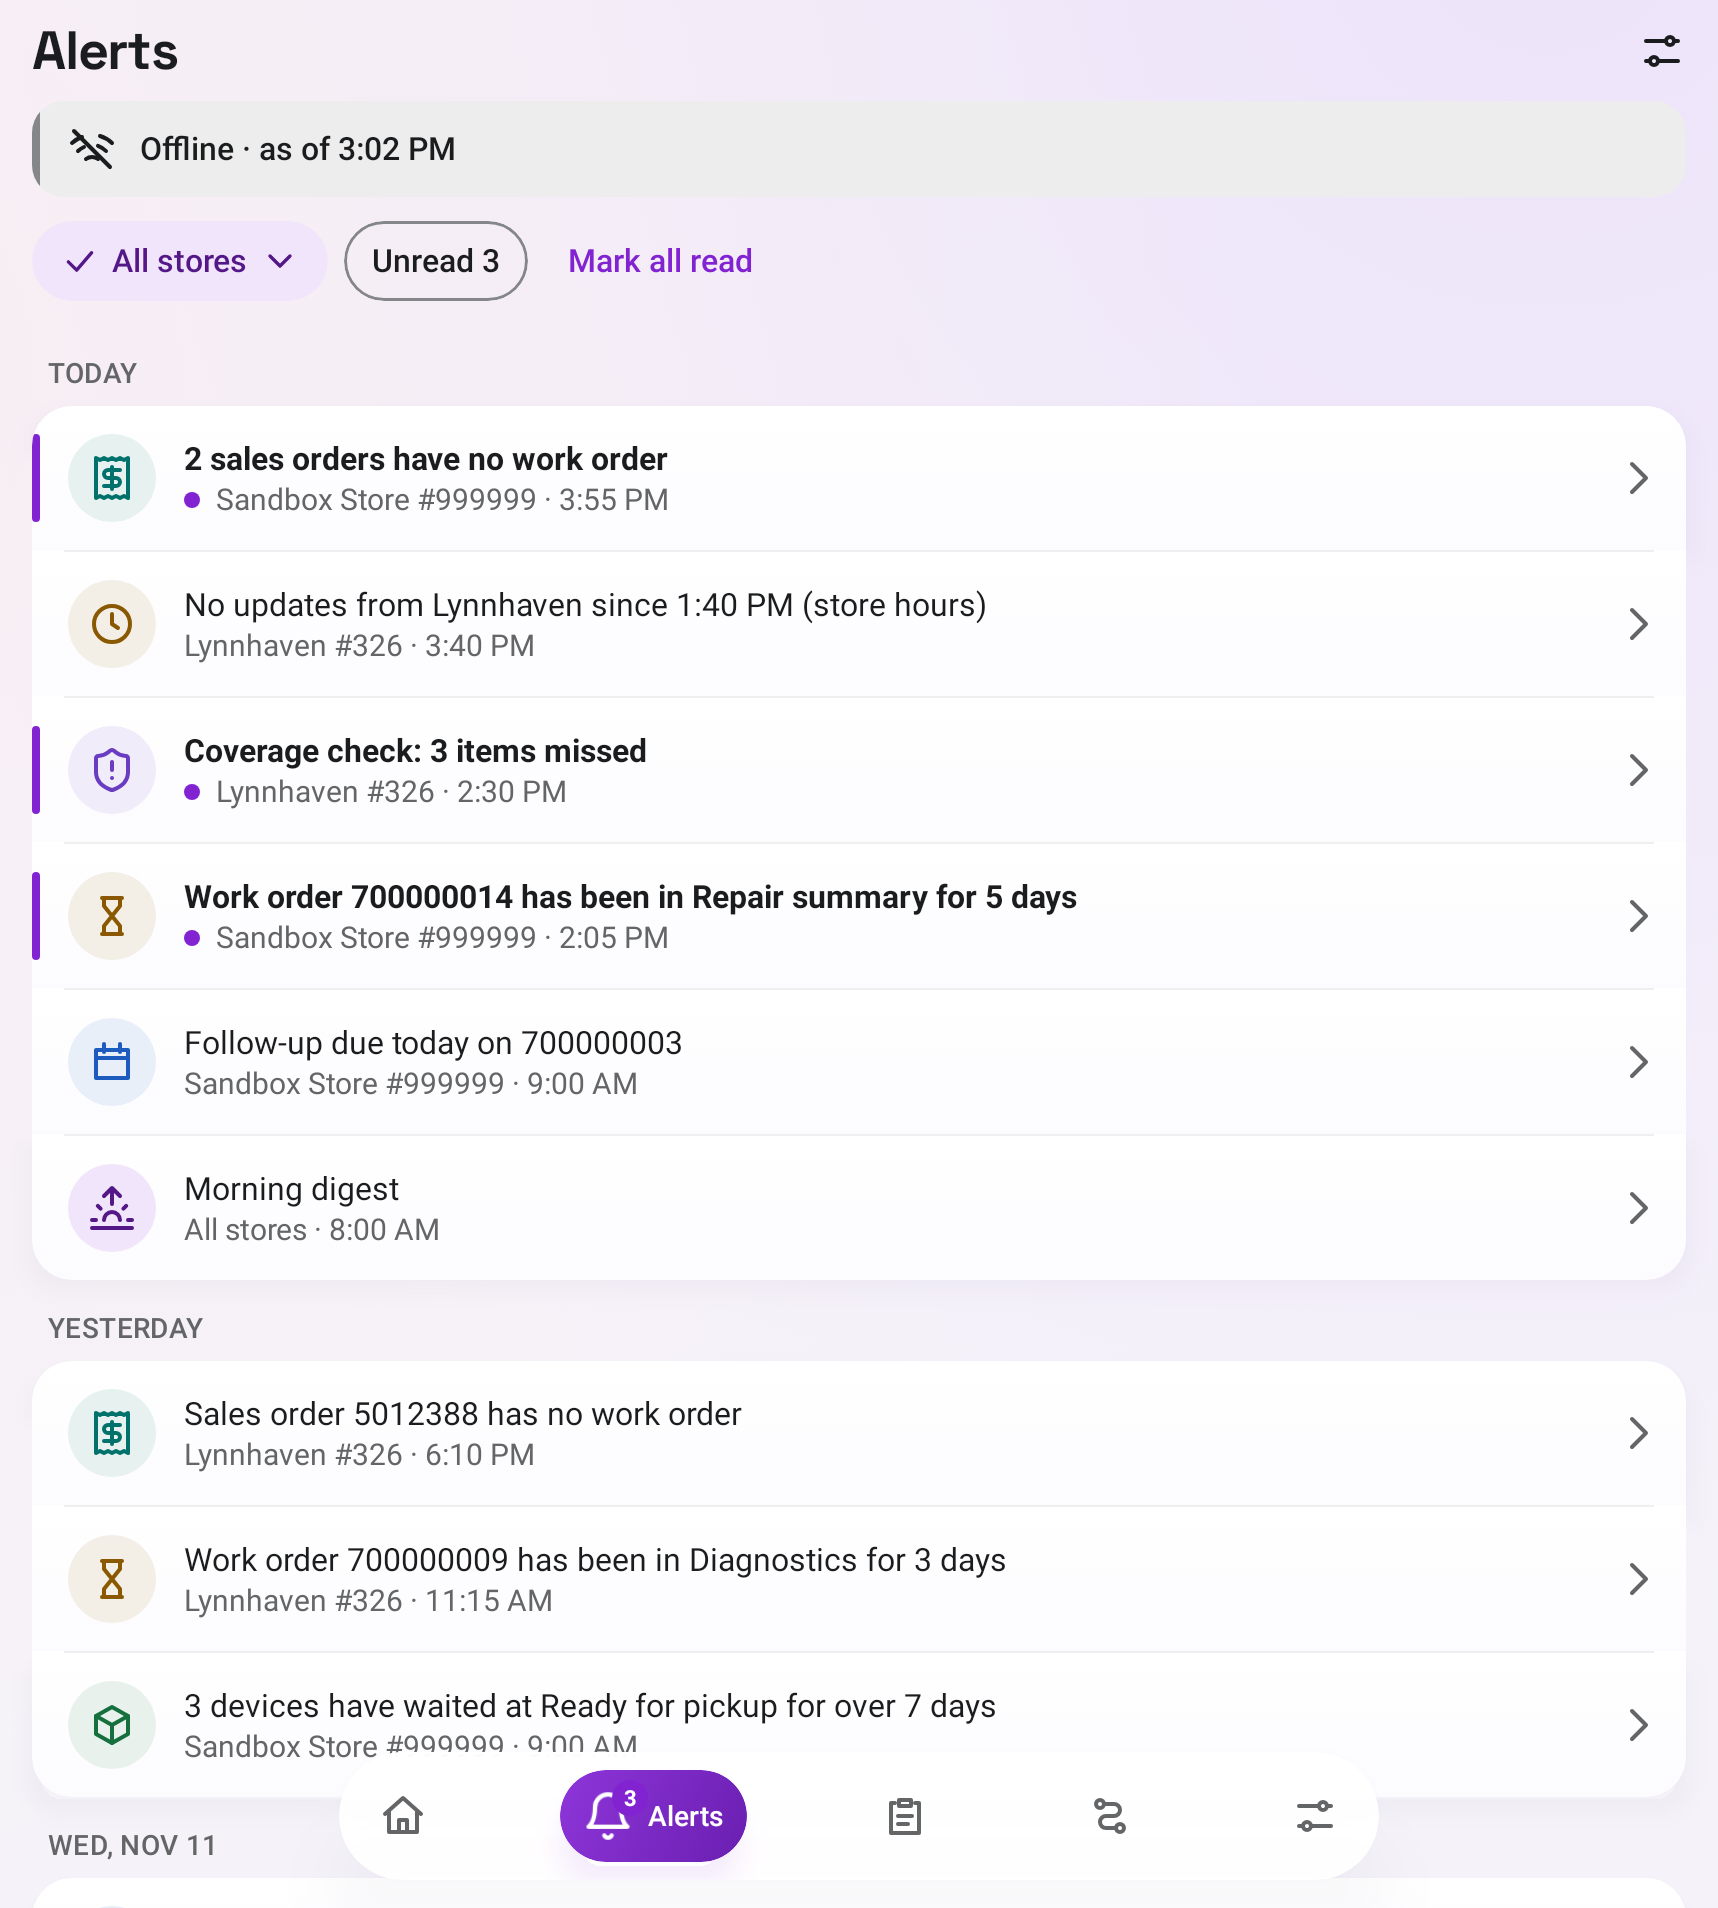 Alerts
Offline · as of 3:02 PM
All stores
Unread 3
Mark all read
TODAY
2 sales orders have no work order
Sandbox Store #999999 · 3:55 PM
No updates from Lynnhaven since 1:40 PM (store hours)
Lynnhaven #326 · 3:40 PM
Coverage check: 3 items missed
Lynnhaven #326 · 2:30 PM
Work order 700000014 has been in Repair summary for 5 days
Sandbox Store #999999 · 2:05 PM
Follow-up due today on 700000003
Sandbox Store #999999 · 9:00 AM
Morning digest
All stores · 8:00 AM
YESTERDAY
Sales order 5012388 has no work order
Lynnhaven #326 · 6:10 PM
Work order 700000009 has been in Diagnostics for 3 days
Lynnhaven #326 · 11:15 AM
3 devices have waited at Ready for pickup for over 7 days
Sandbox Store #999999 · 9:00 AM
3
Alerts
WED, NOV 11